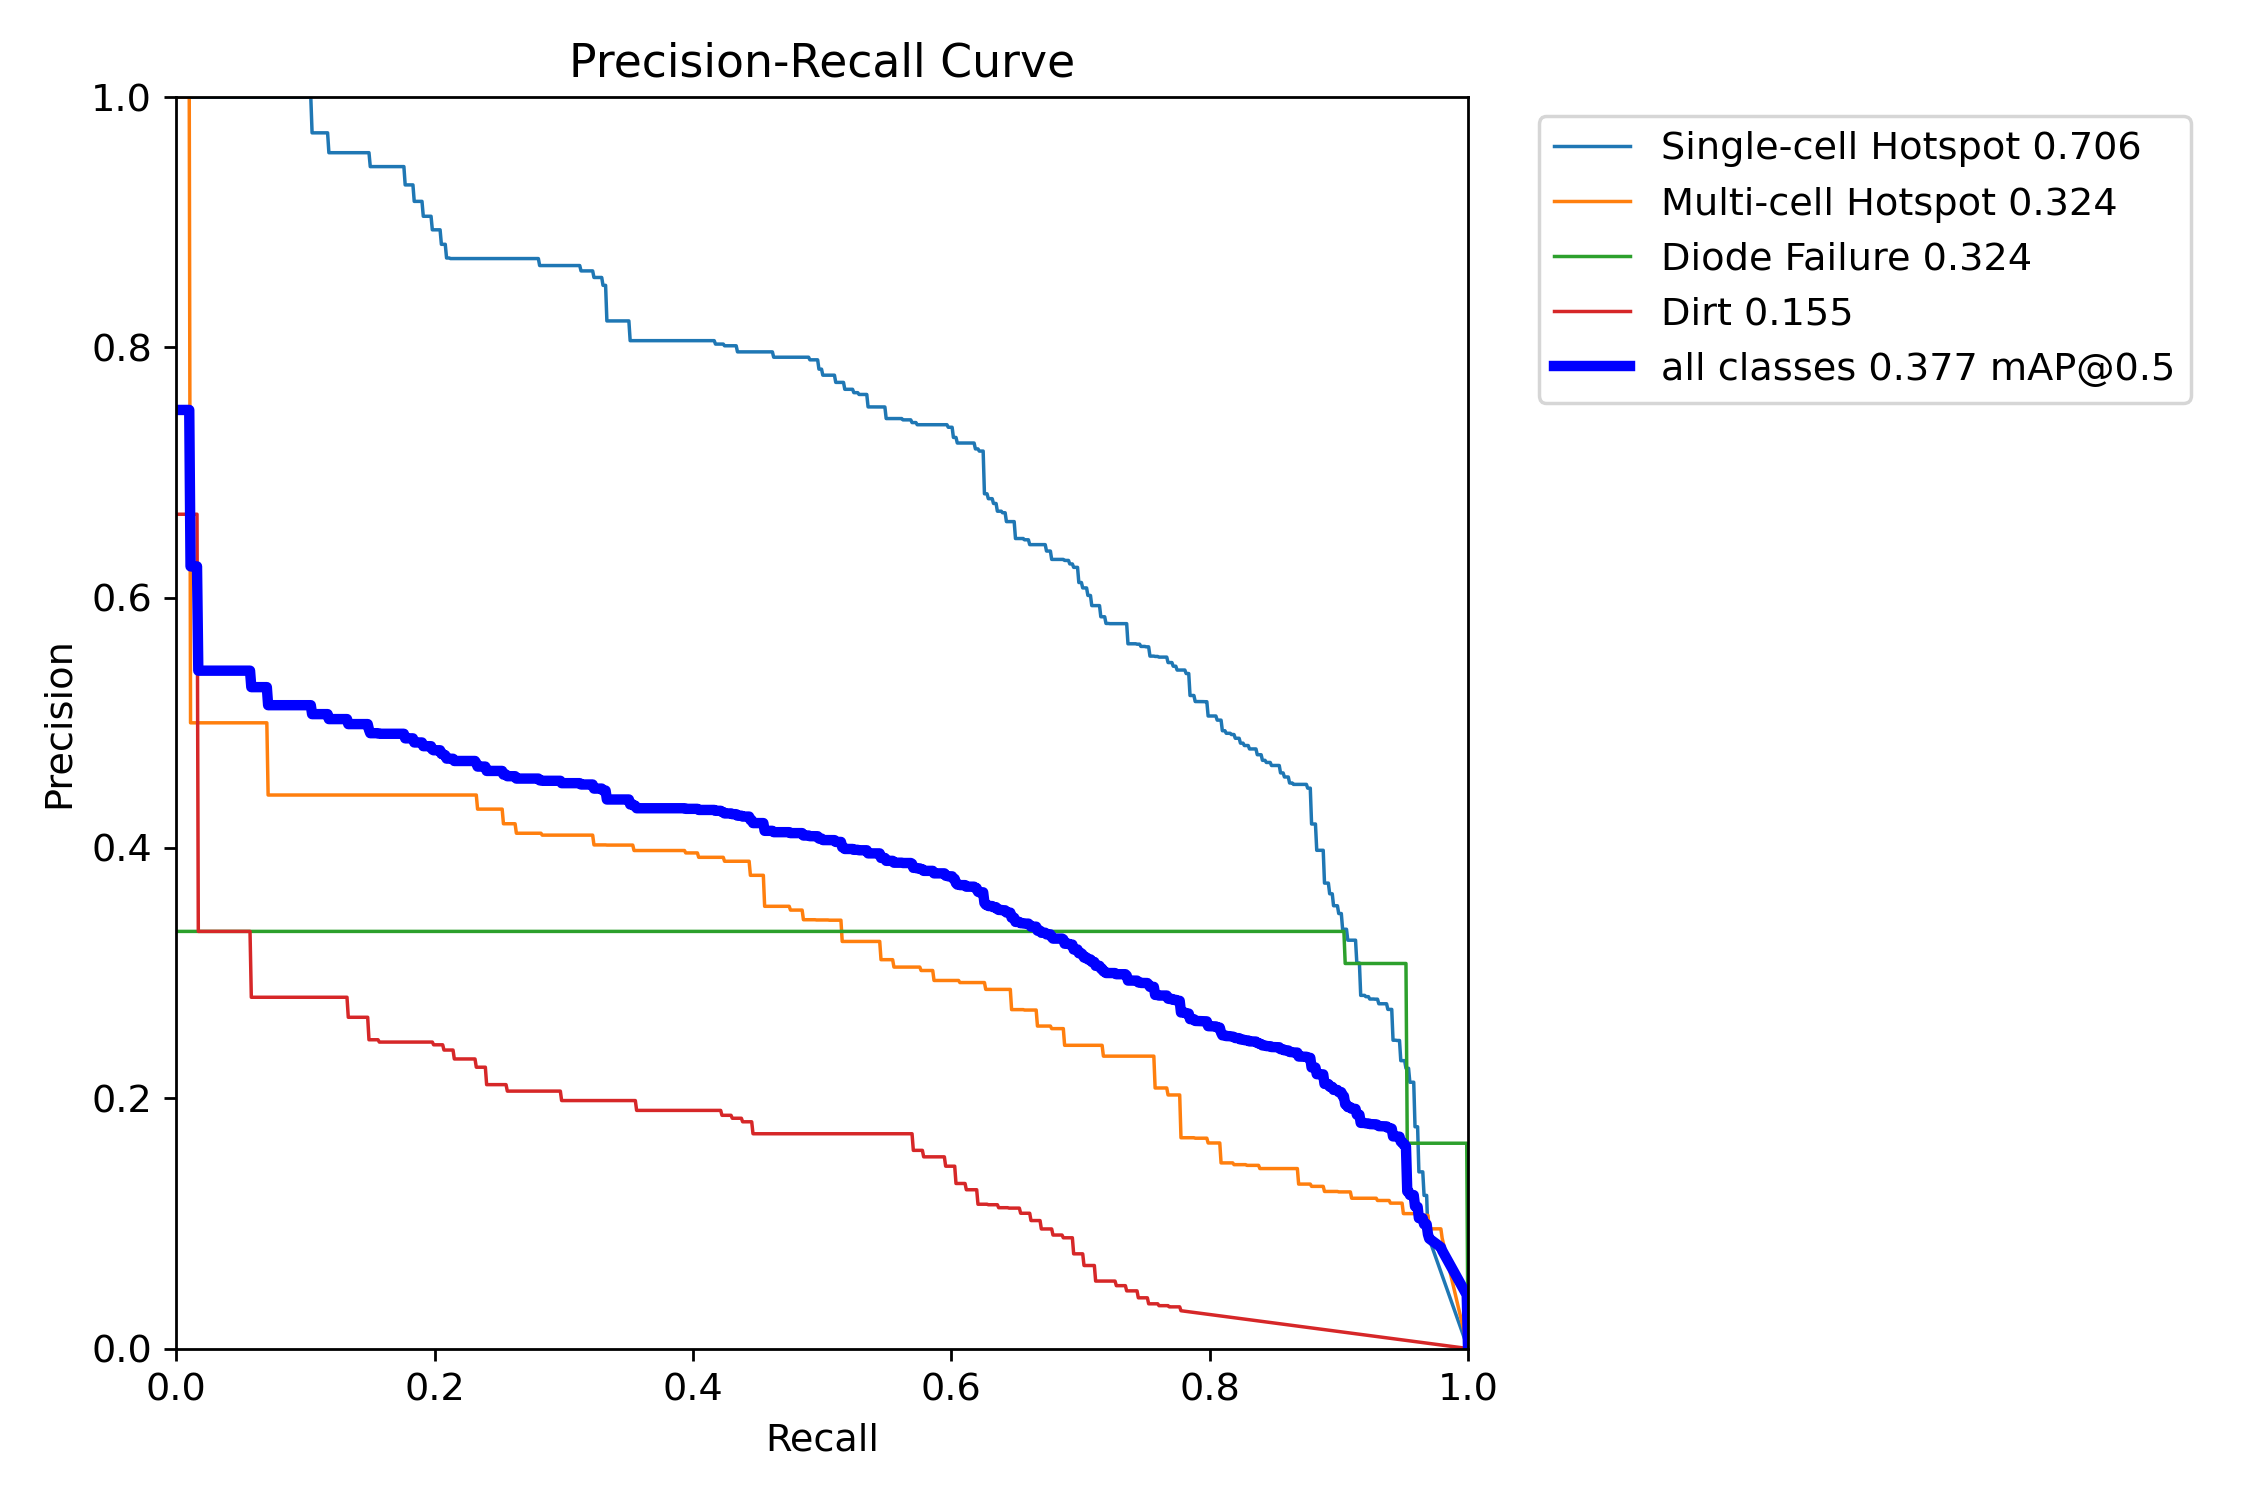 Precision-Recall Curve
1.0
0.8
0.6
0.4
0.2
0.0
Precision
0.0 0.2 0.4 0.6 0.8 1.0
Recall
Single-cell Hotspot 0.706
Multi-cell Hotspot 0.324
Diode Failure 0.324
Dirt 0.155
all classes 0.377 mAP@0.5